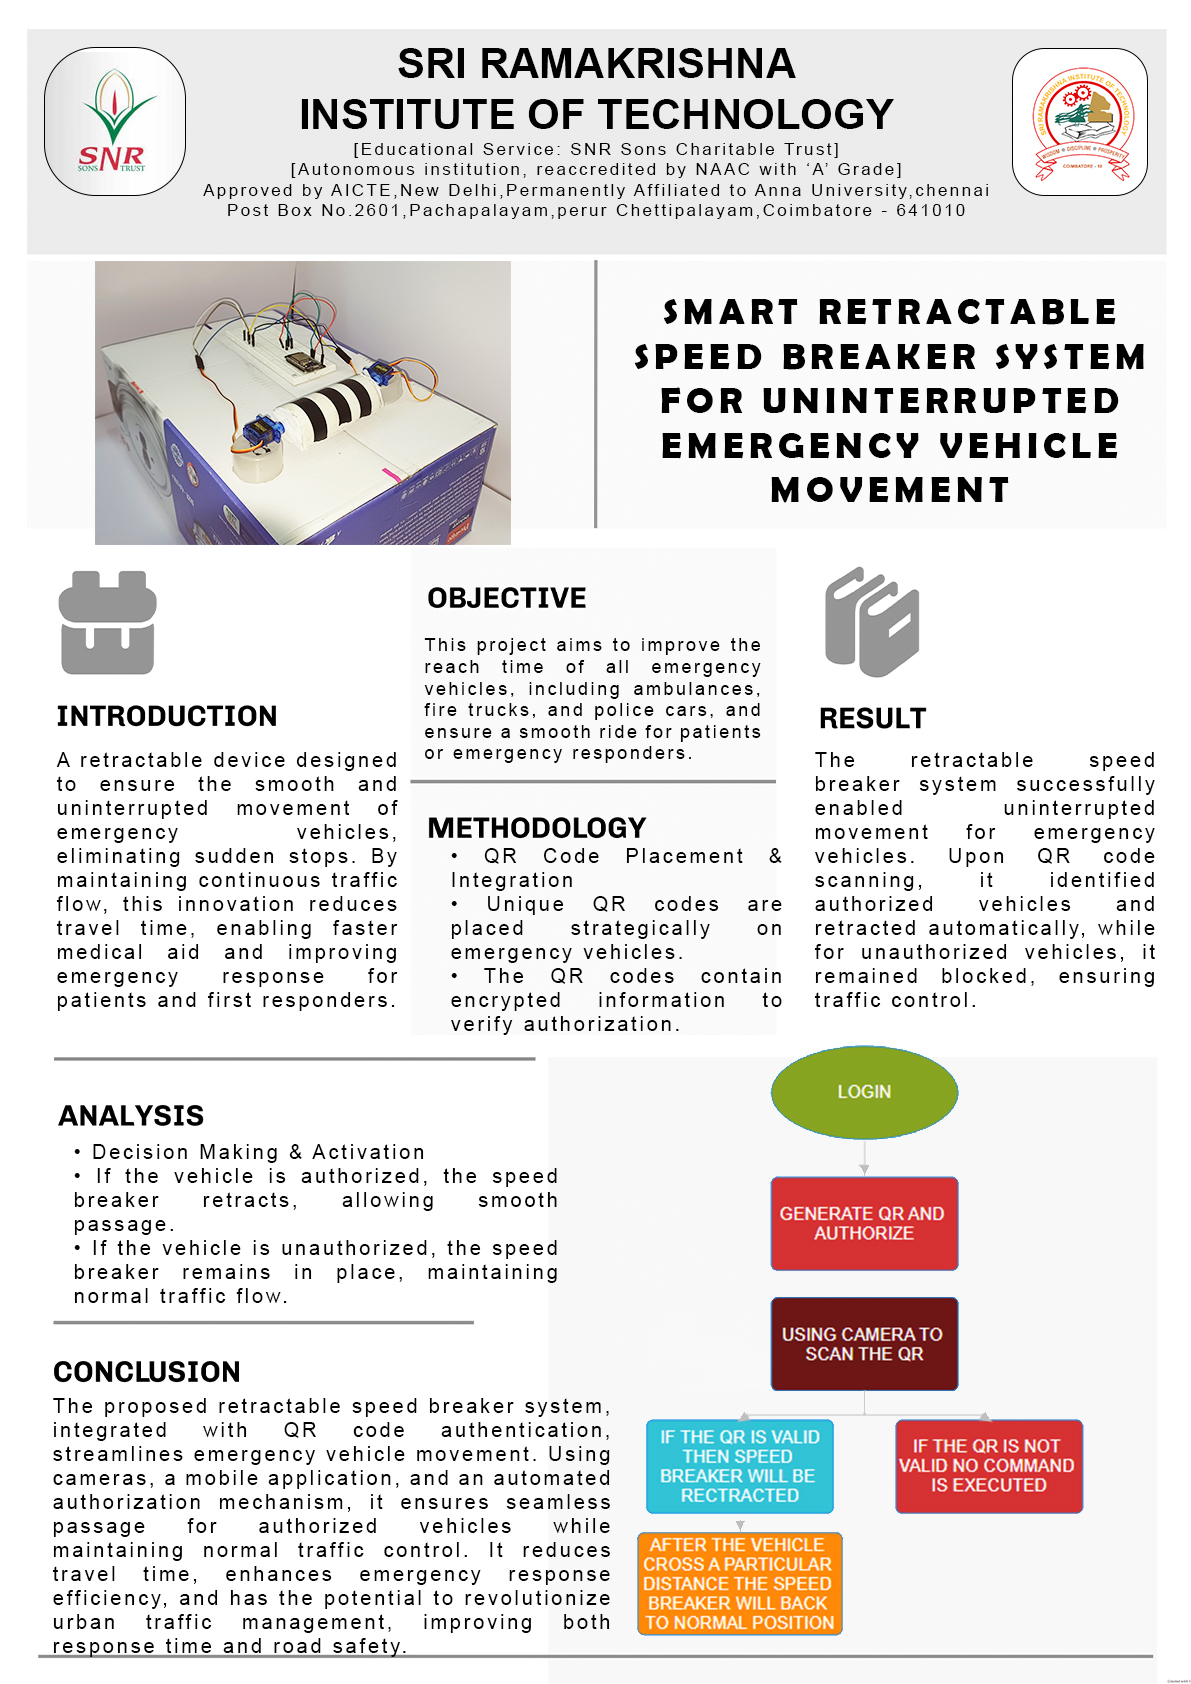 SRI RAMAKRISHNA
INSTITUTE OF TECHNOLOGY
[Educational Service: SNR Sons Charitable Trust]
[Autonomous institution, reaccredited by NAAC with ‘A’ Grade]
Approved by AICTE,New Delhi,Permanently Affiliated to Anna University,chennai
Post Box No.2601,Pachapalayam,perur Chettipalayam,Coimbatore - 641010
SNR
SONS TRUST
SRI RAMAKRISHNA INSTITUTE OF TECHNOLOGY
WISDOM DISCIPLINE PROSPERITY
COIMBATORE - 10
SMART RETRACTABLE
SPEED BREAKER SYSTEM
FOR UNINTERRUPTED
EMERGENCY VEHICLE
MOVEMENT
INTRODUCTION
A retractable device designed
to ensure the smooth and
uninterrupted movement of
emergency vehicles,
eliminating sudden stops. By
maintaining continuous traffic
flow, this innovation reduces
travel time, enabling faster
medical aid and improving
emergency response for
patients and first responders.
OBJECTIVE
This project aims to improve the
reach time of all emergency
vehicles, including ambulances,
fire trucks, and police cars, and
ensure a smooth ride for patients
or emergency responders.
METHODOLOGY
• QR Code Placement &
Integration
• Unique QR codes are
placed strategically on
emergency vehicles.
• The QR codes contain
encrypted information to
verify authorization.
RESULT
The retractable speed
breaker system successfully
enabled uninterrupted
movement for emergency
vehicles. Upon QR code
scanning, it identified
authorized vehicles and
retracted automatically, while
for unauthorized vehicles, it
remained blocked, ensuring
traffic control.
ANALYSIS
• Decision Making & Activation
• If the vehicle is authorized, the speed
breaker retracts, allowing smooth
passage.
• If the vehicle is unauthorized, the speed
breaker remains in place, maintaining
normal traffic flow.
CONCLUSION
The proposed retractable speed breaker system,
integrated with QR code authentication,
streamlines emergency vehicle movement. Using
cameras, a mobile application, and an automated
authorization mechanism, it ensures seamless
passage for authorized vehicles while
maintaining normal traffic control. It reduces
travel time, enhances emergency response
efficiency, and has the potential to revolutionize
urban traffic management, improving both
response time and road safety.
LOGIN
GENERATE QR AND
AUTHORIZE
USING CAMERA TO
SCAN THE QR
IF THE QR IS VALID
THEN SPEED
BREAKER WILL BE
RECTRACTED
IF THE QR IS NOT
VALID NO COMMAND
IS EXECUTED
AFTER THE VEHICLE
CROSS A PARTICULAR
DISTANCE THE SPEED
BREAKER WILL BACK
TO NORMAL POSITION